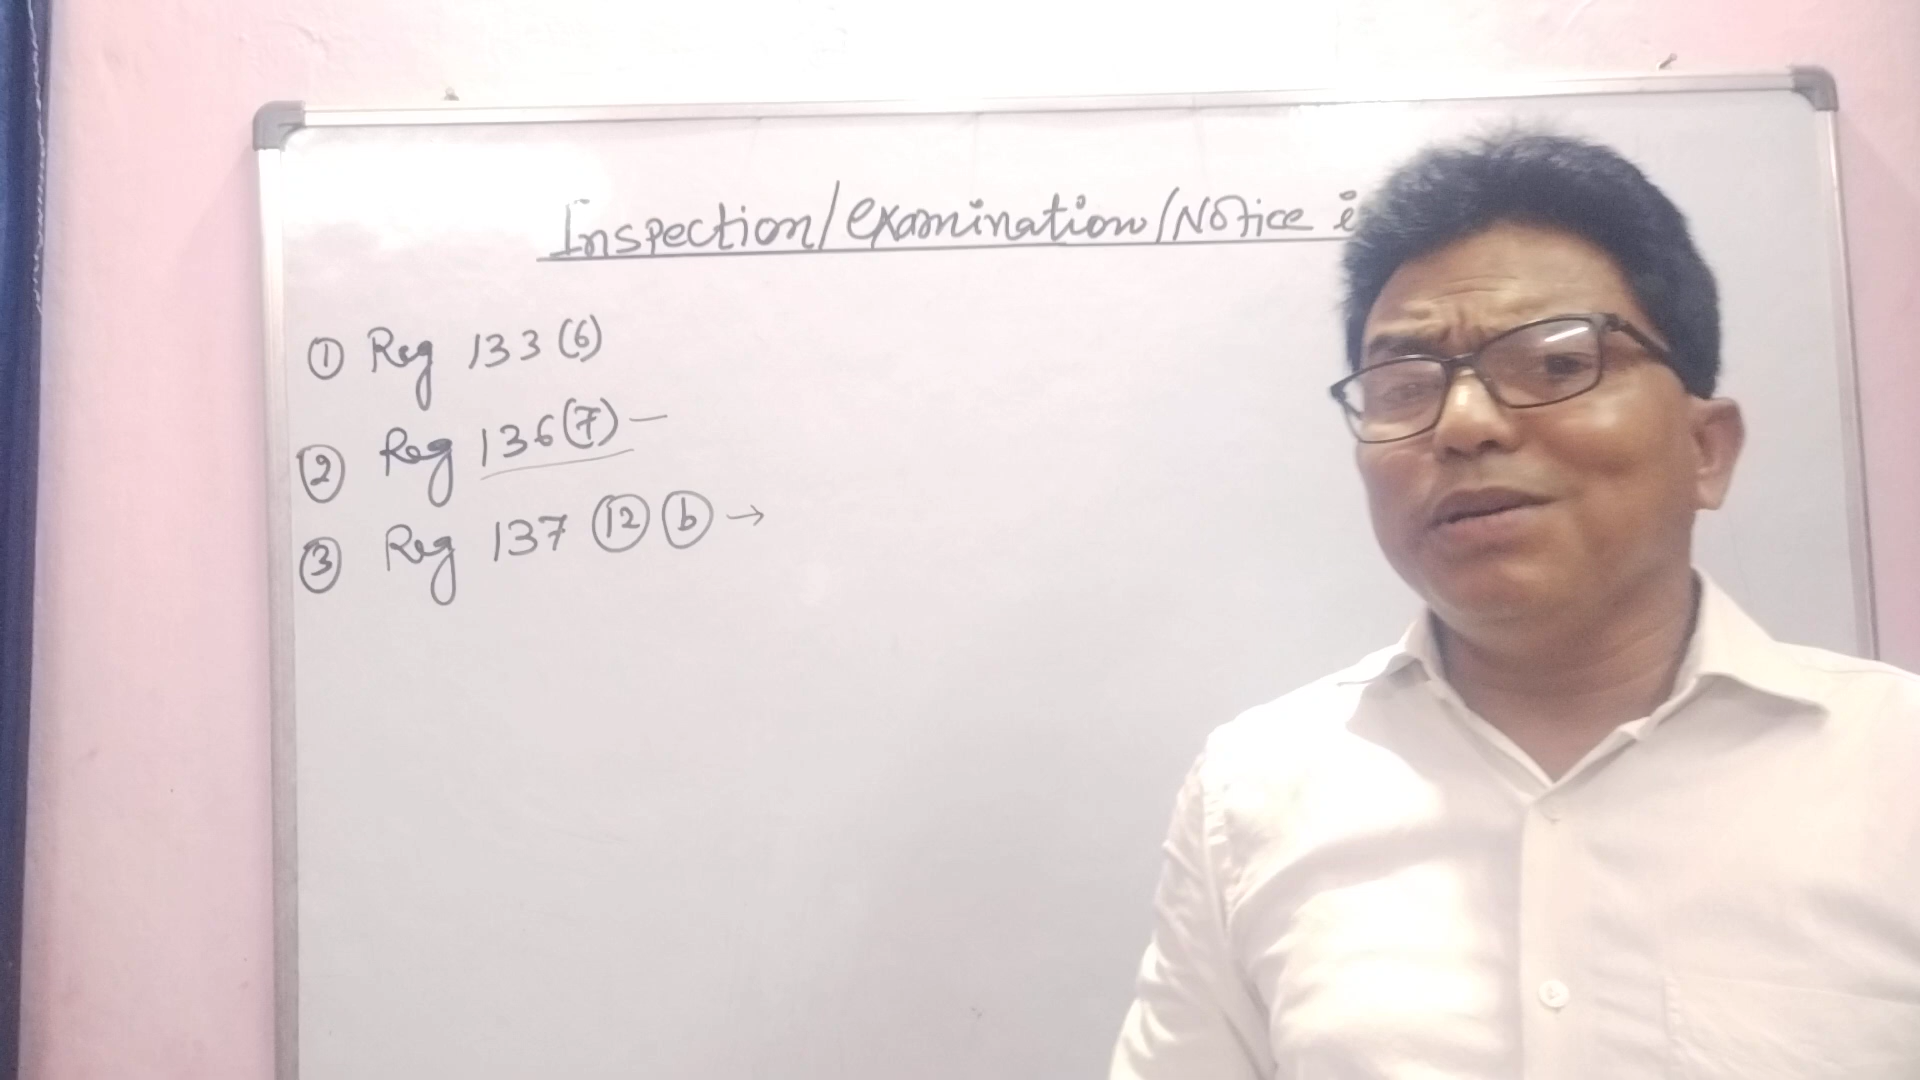 Inspection/Examination/Notice i
① Reg 133(6)
② Reg 136(7) —
③ Reg 137 ⑫ ⓑ →